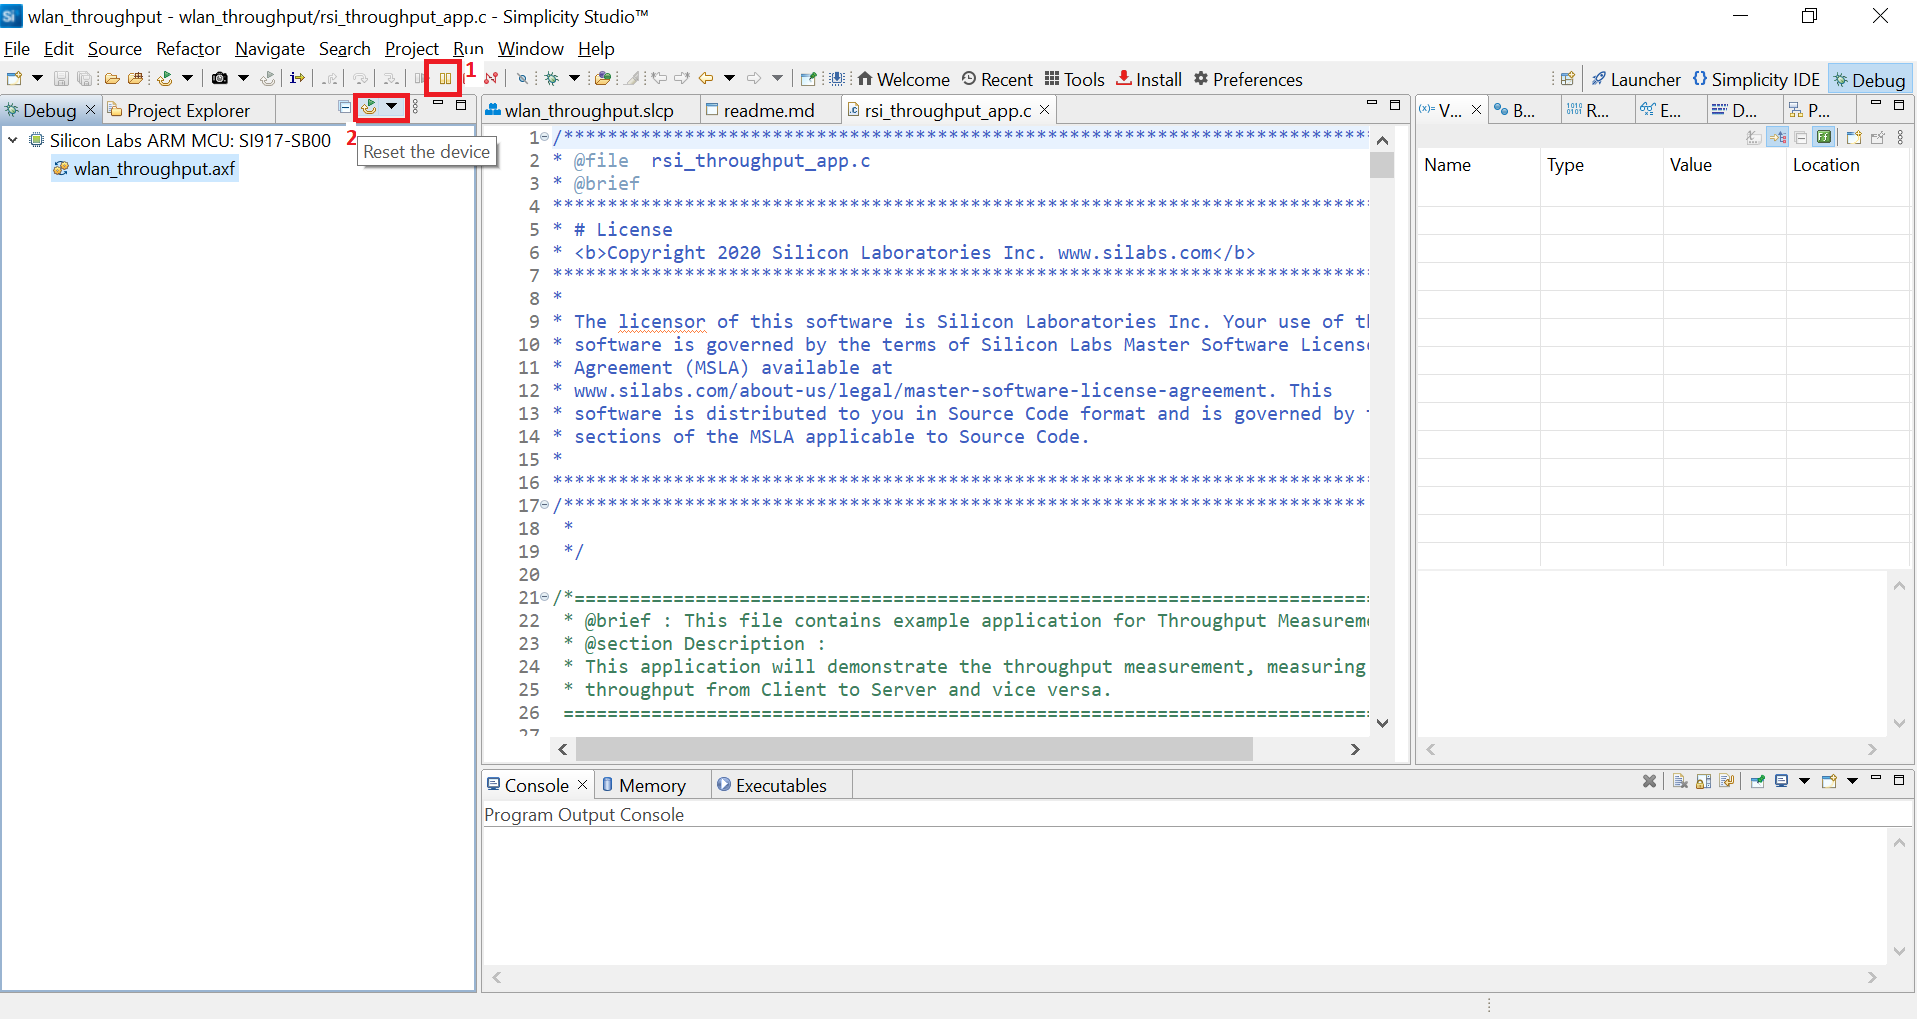 Si wlan_throughput - wlan_throughput/rsi_throughput_app.c - Simplicity Studio™
File Edit Source Refactor Navigate Search Project Run Window Help
1 Welcome Recent Tools Install Preferences Launcher {} Simplicity IDE Debug
Debug Project Explorer
2
Reset the device
Silicon Labs ARM MCU: SI917-SB00
wlan_throughput.axf
wlan_throughput.slcp readme.md rsi_throughput_app.c
1 /**************************************************************************
2 * @file  rsi_throughput_app.c
3 * @brief
4 **************************************************************************
5 * # License
6 * <b>Copyright 2020 Silicon Laboratories Inc. www.silabs.com</b>
7 **************************************************************************
8 *
9 * The licensor of this software is Silicon Laboratories Inc. Your use of th
10 * software is governed by the terms of Silicon Labs Master Software License
11 * Agreement (MSLA) available at
12 * www.silabs.com/about-us/legal/master-software-license-agreement. This
13 * software is distributed to you in Source Code format and is governed by
14 * sections of the MSLA applicable to Source Code.
15 *
16 **************************************************************************
17 /*************************************************************************
18  *
19  */
20
21 /*========================================================================
22  * @brief : This file contains example application for Throughput Measureme
23  * @section Description :
24  * This application will demonstrate the throughput measurement, measuring
25  * throughput from Client to Server and vice versa.
26  =========================================================================
27
(x)= V... B... 1010 0101 R... E... D... P...
Name Type Value Location
Console Memory Executables
Program Output Console